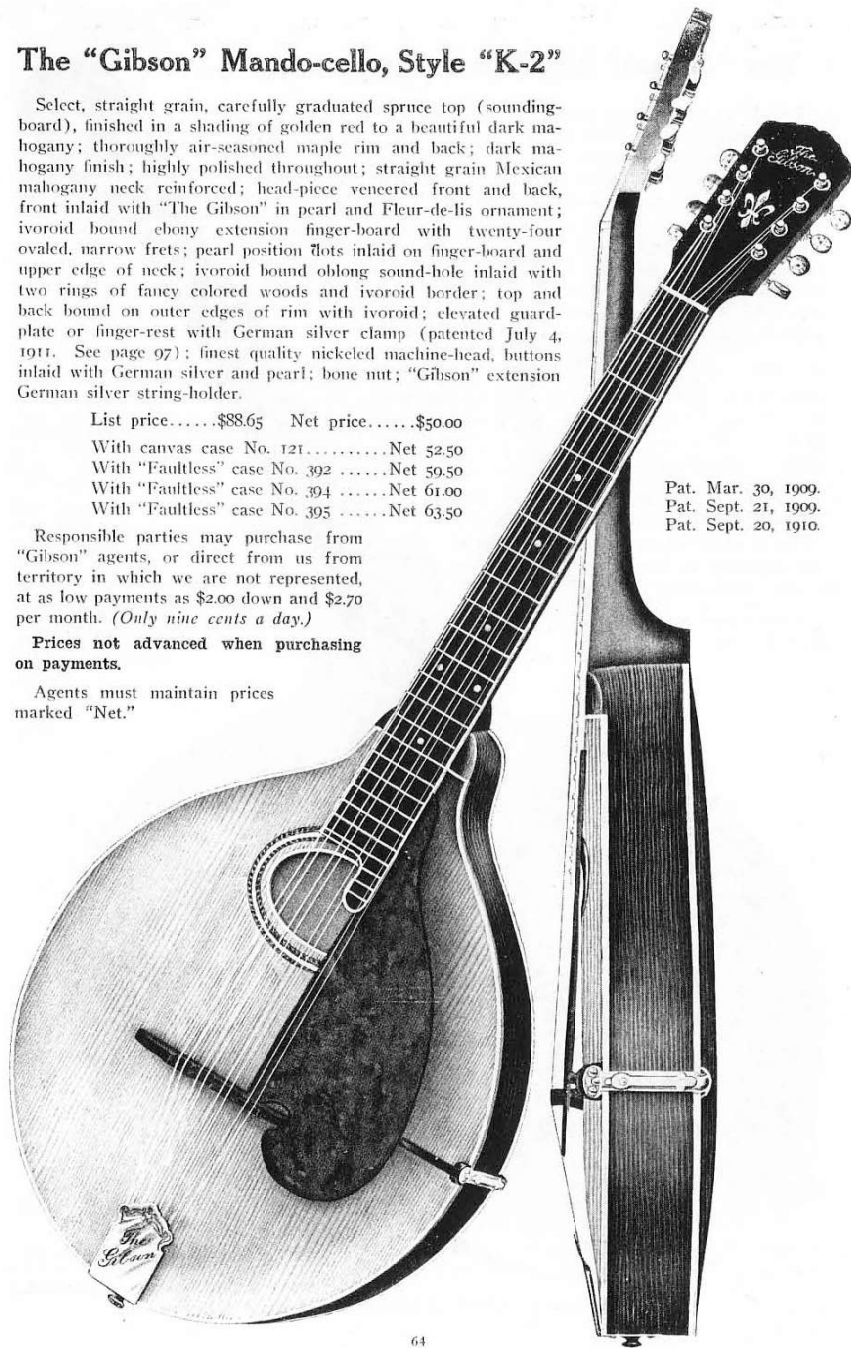 The "Gibson" Mando-cello, Style "K-2"
Select, straight grain, carefully graduated spruce top (sounding-
board), finished in a shading of golden red to a beautiful dark ma-
hogany; thoroughly air-seasoned maple rim and back; dark ma-
hogany finish; highly polished throughout; straight grain Mexican
mahogany neck reinforced; head-piece veneered front and back,
front inlaid with "The Gibson" in pearl and Fleur-de-lis ornament;
ivoroid bound ebony extension finger-board with twenty-four
ovaled, narrow frets; pearl position dots inlaid on finger-board and
upper edge of neck; ivoroid bound oblong sound-hole inlaid with
two rings of fancy colored woods and ivoroid border; top and
back bound on outer edges of rim with ivoroid; elevated guard-
plate or finger-rest with German silver clamp (patented July 4,
1911. See page 97); finest quality nickeled machine-head, buttons
inlaid with German silver and pearl; bone nut; "Gibson" extension
German silver string-holder.
List price......$88.65 Net price......$50.00
With canvas case No. 121..........Net 52.50
With "Faultless" case No. 392 ......Net 59.50
With "Faultless" case No. 394 ......Net 61.00
With "Faultless" case No. 395 ......Net 63.50
Responsible parties may purchase from
"Gibson" agents, or direct from us from
territory in which we are not represented,
at as low payments as $2.00 down and $2.70
per month. (Only nine cents a day.)
Prices not advanced when purchasing
on payments.
Agents must maintain prices
marked "Net."
Pat. Mar. 30, 1909.
Pat. Sept. 21, 1909.
Pat. Sept. 20, 1910.
The
Gibson
The
Gibson
64